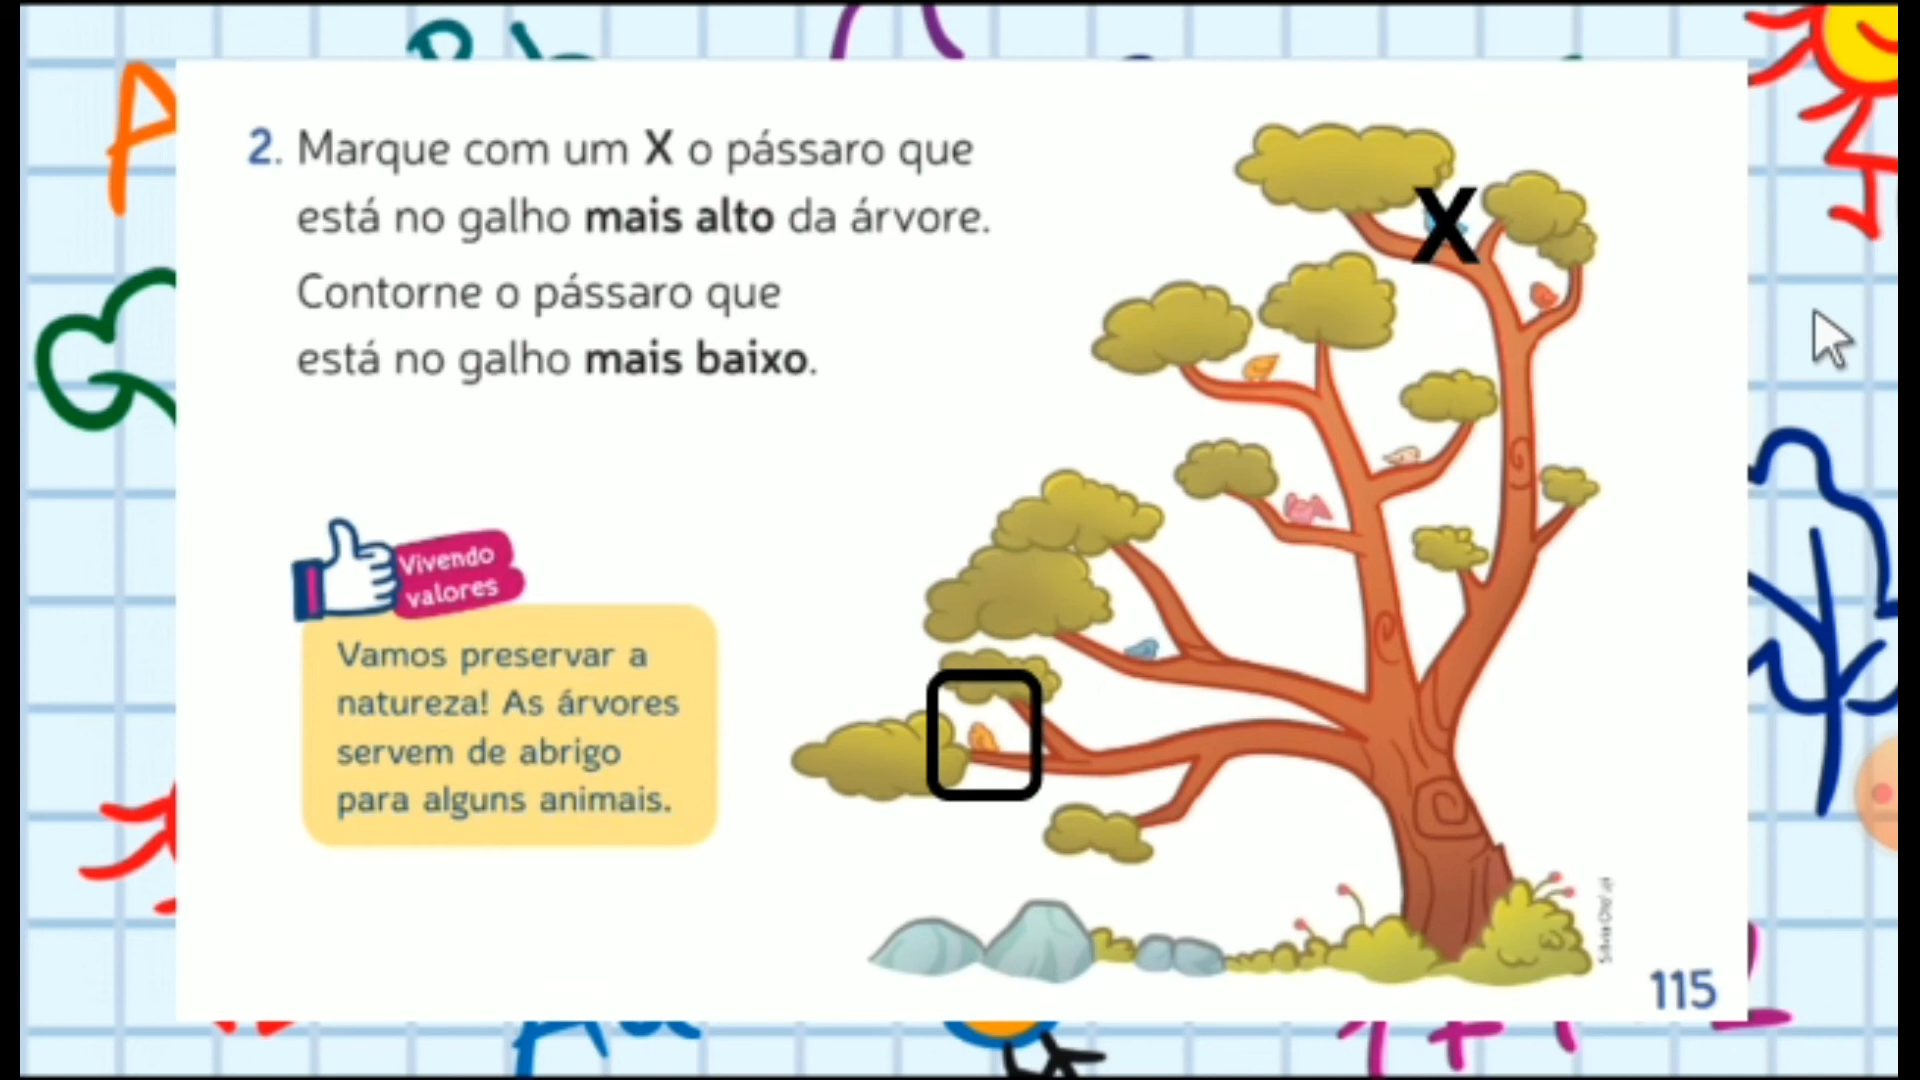 2. Marque com um X o pássaro que
está no galho mais alto da árvore.
Contorne o pássaro que
está no galho mais baixo.
X
Vivendo
valores
Vamos preservar a
natureza! As árvores
servem de abrigo
para alguns animais.
115